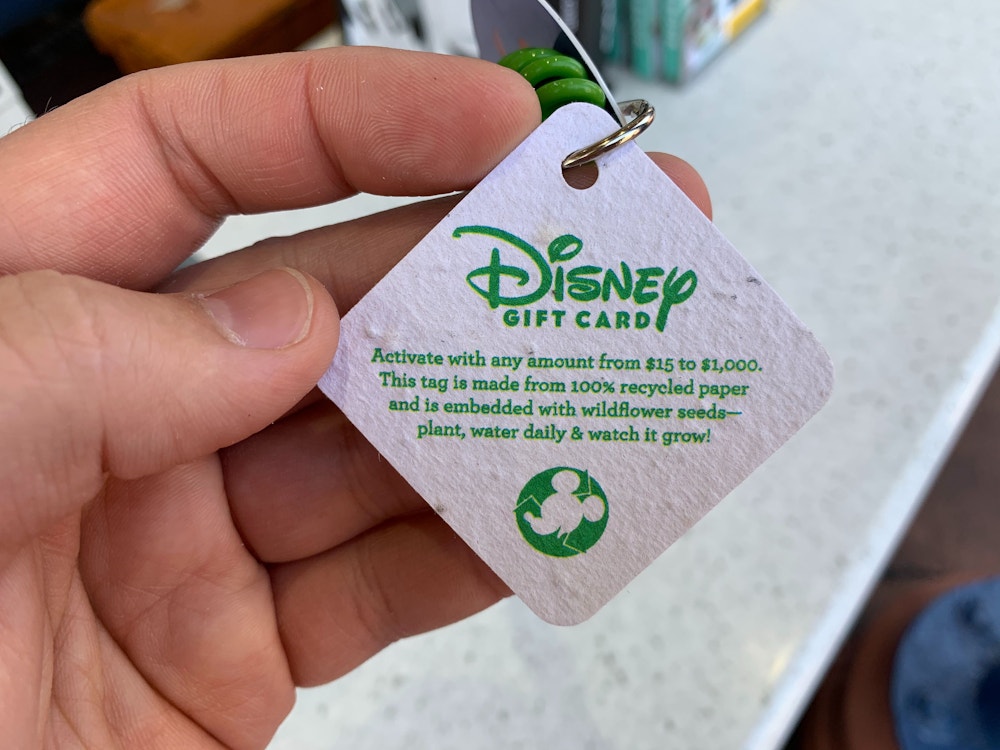 Disney
GIFT CARD
Activate with any amount from $15 to $1,000.
This tag is made from 100% recycled paper
and is embedded with wildflower seeds—
plant, water daily & watch it grow!